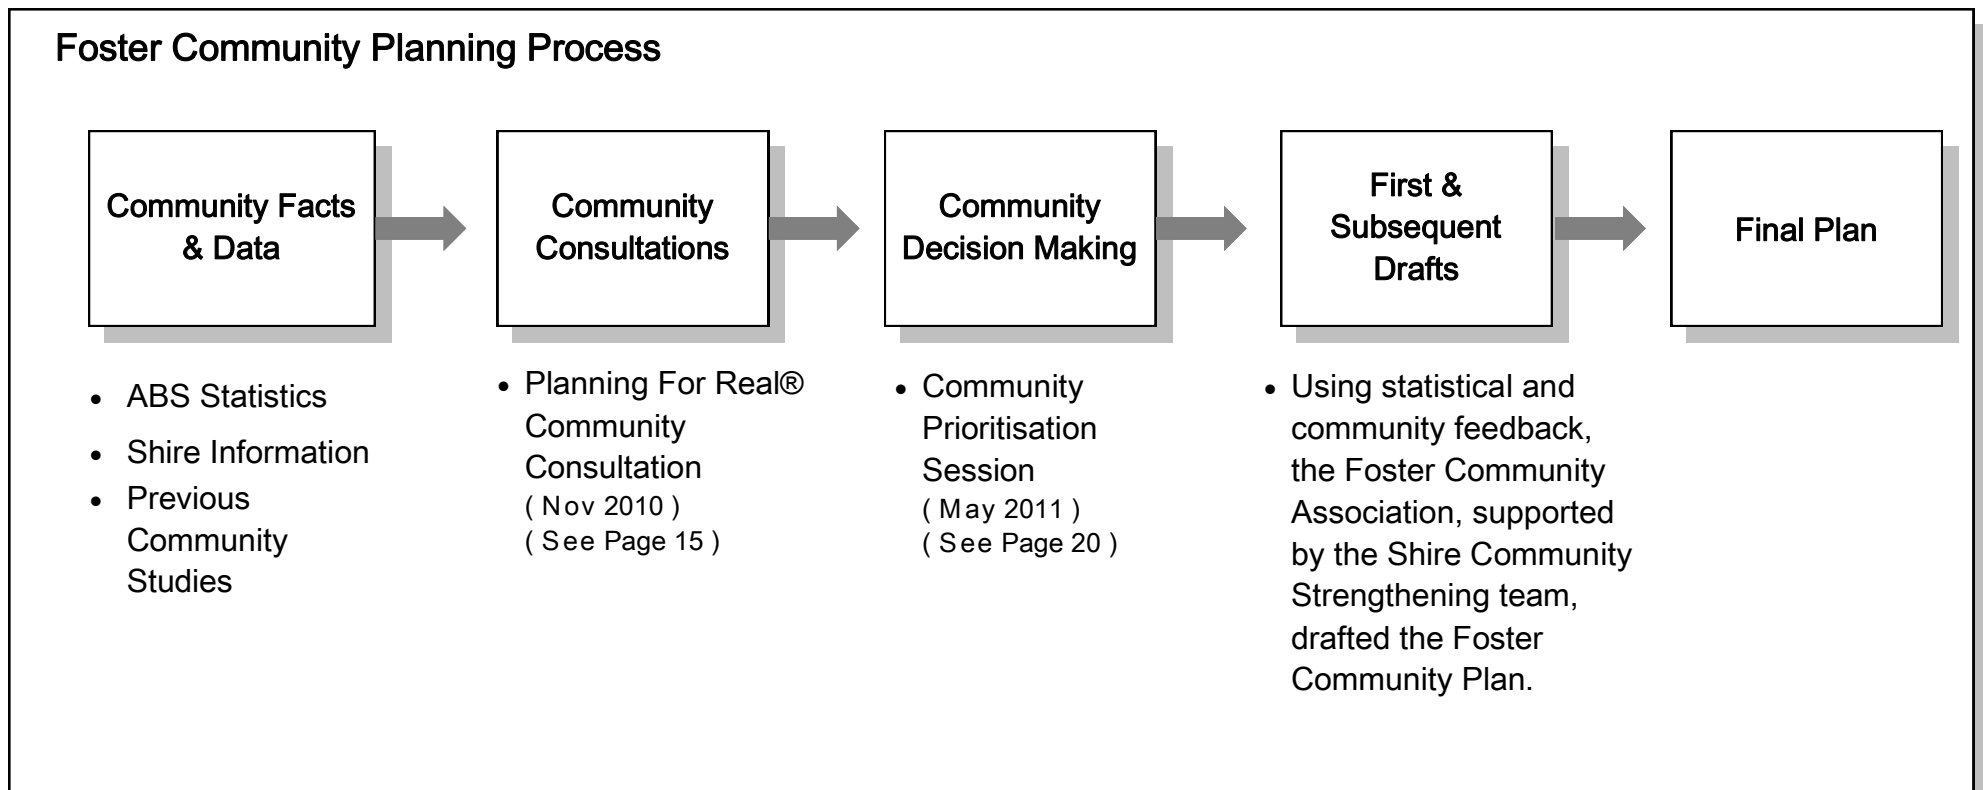 Foster Community Planning Process
Community Facts
& Data
Community
Consultations
Community
Decision Making
First &
Subsequent
Drafts
Final Plan
• ABS Statistics
• Shire Information
• Previous
Community
Studies
• Planning For Real®
Community
Consultation
( Nov 2010 )
( See Page 15 )
• Community
Prioritisation
Session
( May 2011 )
( See Page 20 )
• Using statistical and
community feedback,
the Foster Community
Association, supported
by the Shire Community
Strengthening team,
drafted the Foster
Community Plan.